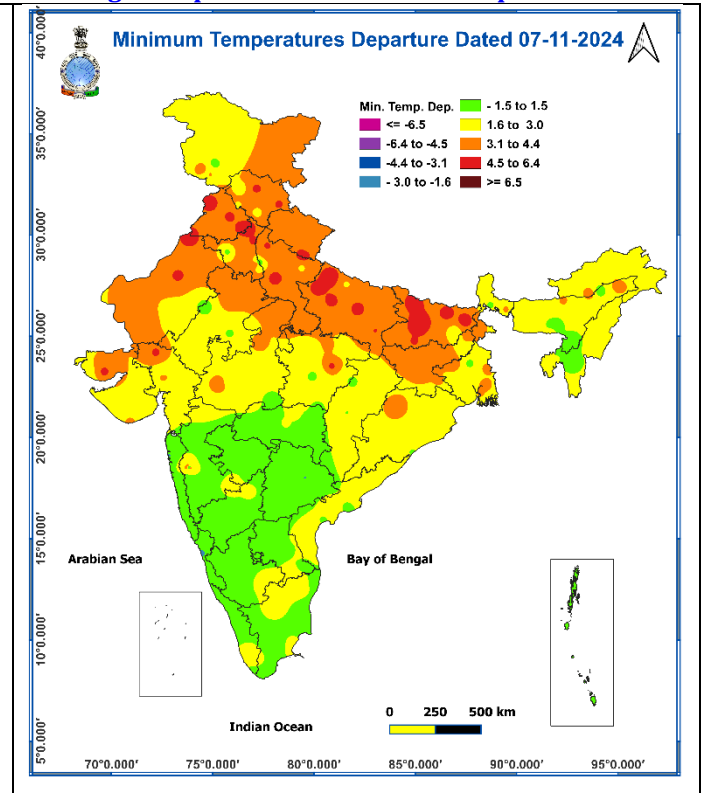 Minimum Temperatures Departure Dated 07-11-2024
Min. Temp. Dep.
<= -6.5
-6.4 to -4.5
-4.4 to -3.1
- 3.0 to -1.6
- 1.5 to 1.5
1.6 to 3.0
3.1 to 4.4
4.5 to 6.4
>= 6.5
40°0.000'
35°0.000'
30°0.000'
25°0.000'
20°0.000'
15°0.000'
10°0.000'
5°0.000'
Arabian Sea
Bay of Bengal
Indian Ocean
0 250 500 km
70°0.000' 75°0.000' 80°0.000' 85°0.000' 90°0.000' 95°0.000'